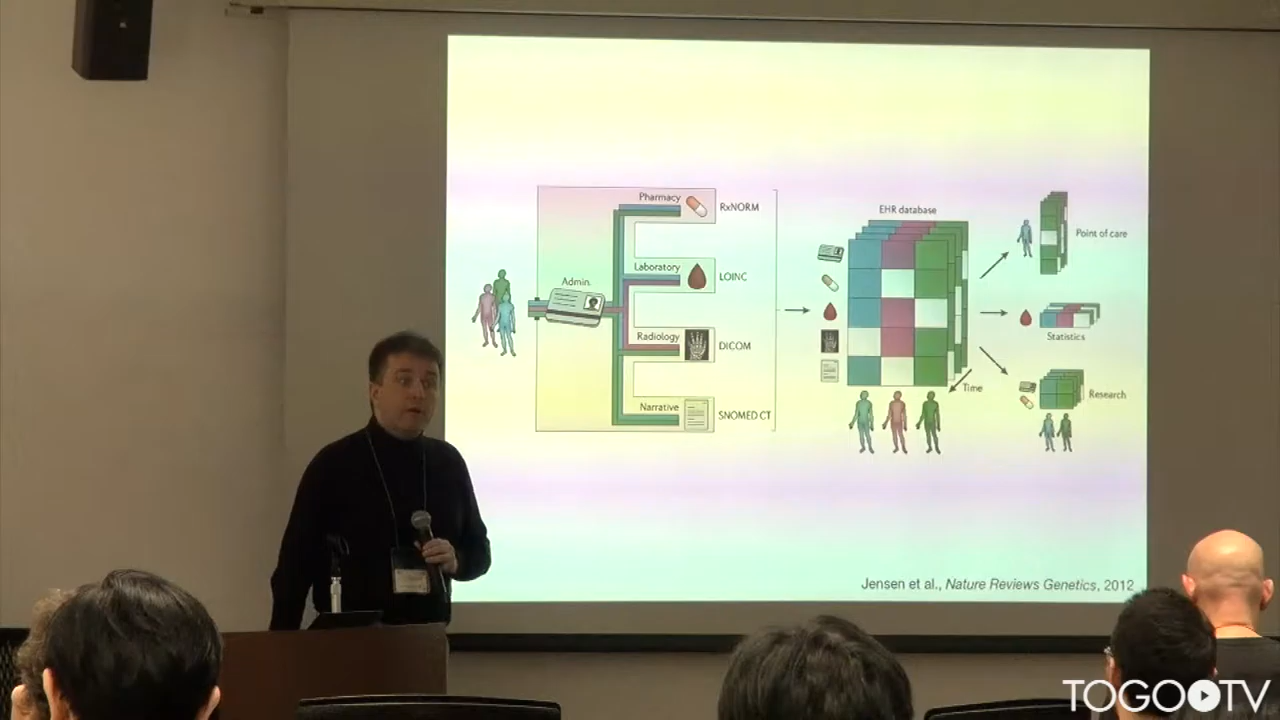 Pharmacy
RxNORM
EHR database
Point of care
Laboratory
LOINC
Admin.
Statistics
Radiology
DICOM
Time
Research
Narrative
SNOMED CT
Jensen et al., Nature Reviews Genetics, 2012
TOGOTV